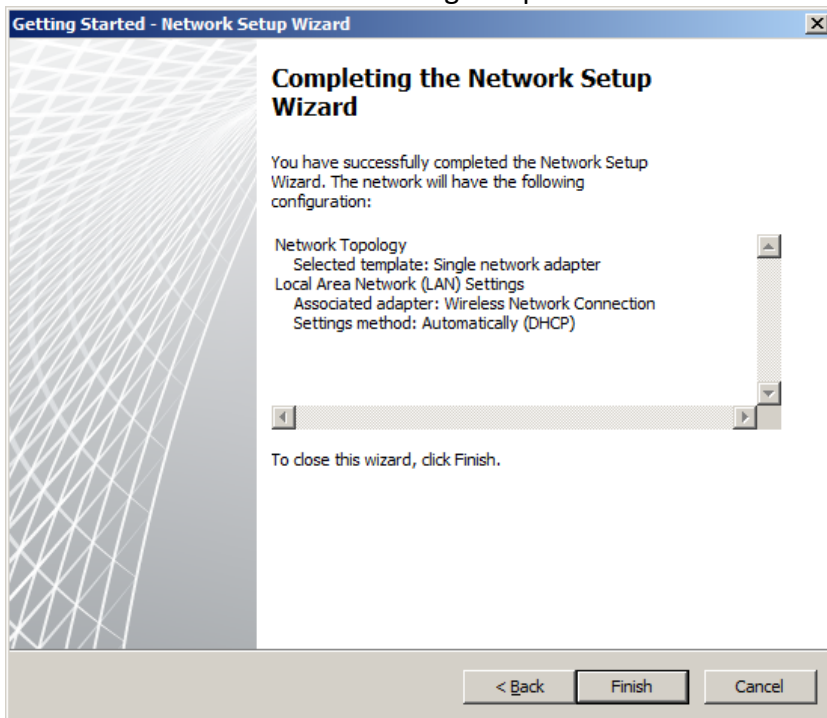 Getting Started - Network Setup Wizard
Completing the Network Setup
Wizard
You have successfully completed the Network Setup
Wizard. The network will have the following
configuration:
Network Topology
Selected template: Single network adapter
Local Area Network (LAN) Settings
Associated adapter: Wireless Network Connection
Settings method: Automatically (DHCP)
To close this wizard, click Finish.
< Back Finish Cancel